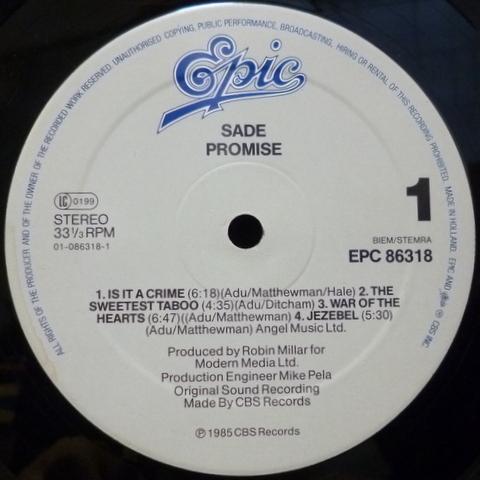 ALL RIGHTS OF THE PRODUCER AND OF THE OWNER OF THE RECORDED WORK RESERVED. UNAUTHORISED COPYING, PUBLIC PERFORMANCE, BROADCASTING, HIRING OR RENTAL OF THIS RECORDING PROHIBITED. MADE IN HOLLAND. EPIC AND ARE ® CBS INC
Epic
SADE
PROMISE
LC 0199
STEREO
33 1/3 RPM
01-086318-1
1
BIEM/STEMRA
EPC 86318
1. IS IT A CRIME (6:18)(Adu/Matthewman/Hale) 2. THE
SWEETEST TABOO (4:35)(Adu/Ditcham) 3. WAR OF THE
HEARTS (6:47)((Adu/Matthewman) 4. JEZEBEL (5:30)
(Adu/Matthewman) Angel Music Ltd.
Produced by Robin Millar for
Modern Media Ltd.
Production Engineer Mike Pela
Original Sound Recording
Made By CBS Records
℗ 1985 CBS Records